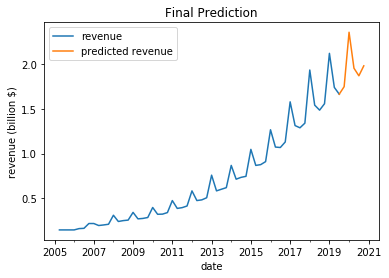 Final Prediction
revenue
predicted revenue
revenue (billion $)
2.0
1.5
1.0
0.5
2005 2007 2009 2011 2013 2015 2017 2019 2021
date